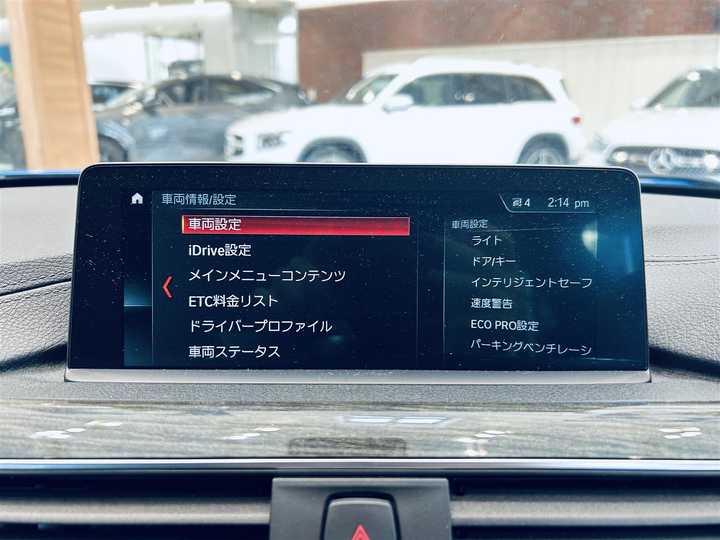 車両情報/設定
4 2:14 pm
車両設定
iDrive設定
メインメニューコンテンツ
ETC料金リスト
ドライバープロファイル
車両ステータス
車両設定
ライト
ドア/キー
インテリジェントセーフ
速度警告
ECO PRO設定
パーキングベンチレーシ